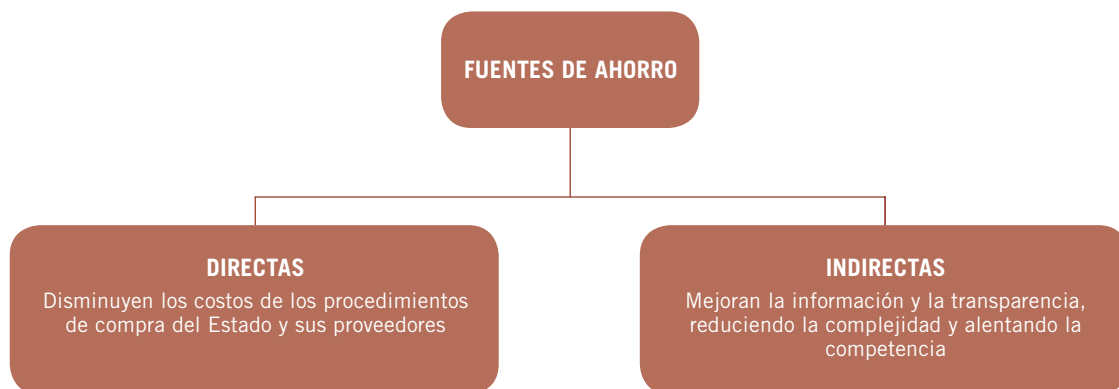 FUENTES DE AHORRO
DIRECTAS
Disminuyen los costos de los procedimientos
de compra del Estado y sus proveedores
INDIRECTAS
Mejoran la información y la transparencia,
reduciendo la complejidad y alentando la
competencia